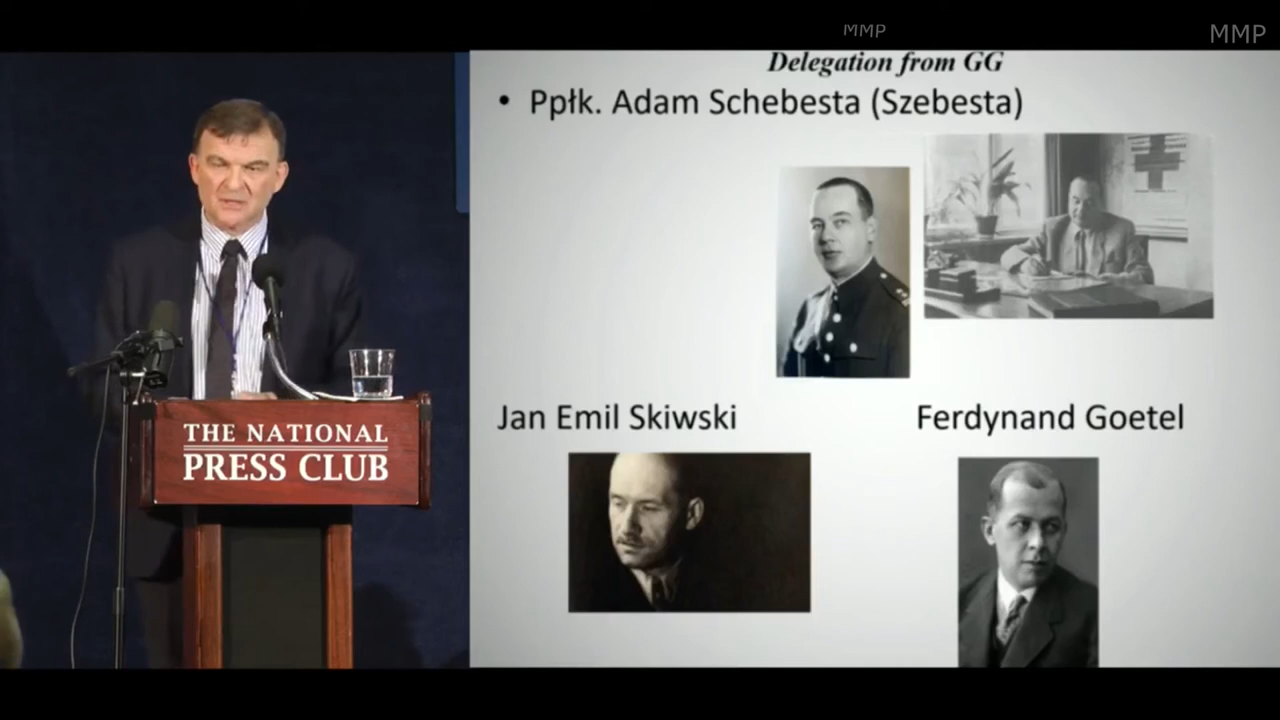 MMP
MMP
THE NATIONAL
PRESS CLUB
Delegation from GG
• Ppłk. Adam Schebesta (Szebesta)
Jan Emil Skiwski
Ferdynand Goetel